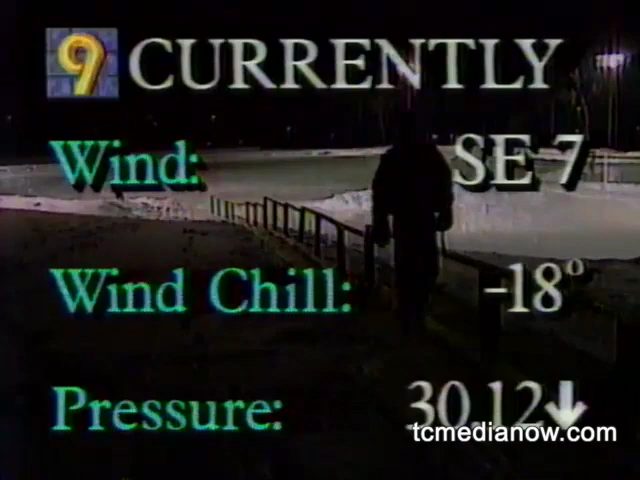 9 CURRENTLY
Wind: SE 7
Wind Chill: -18°
Pressure: 30.12↓
tcmedianow.com